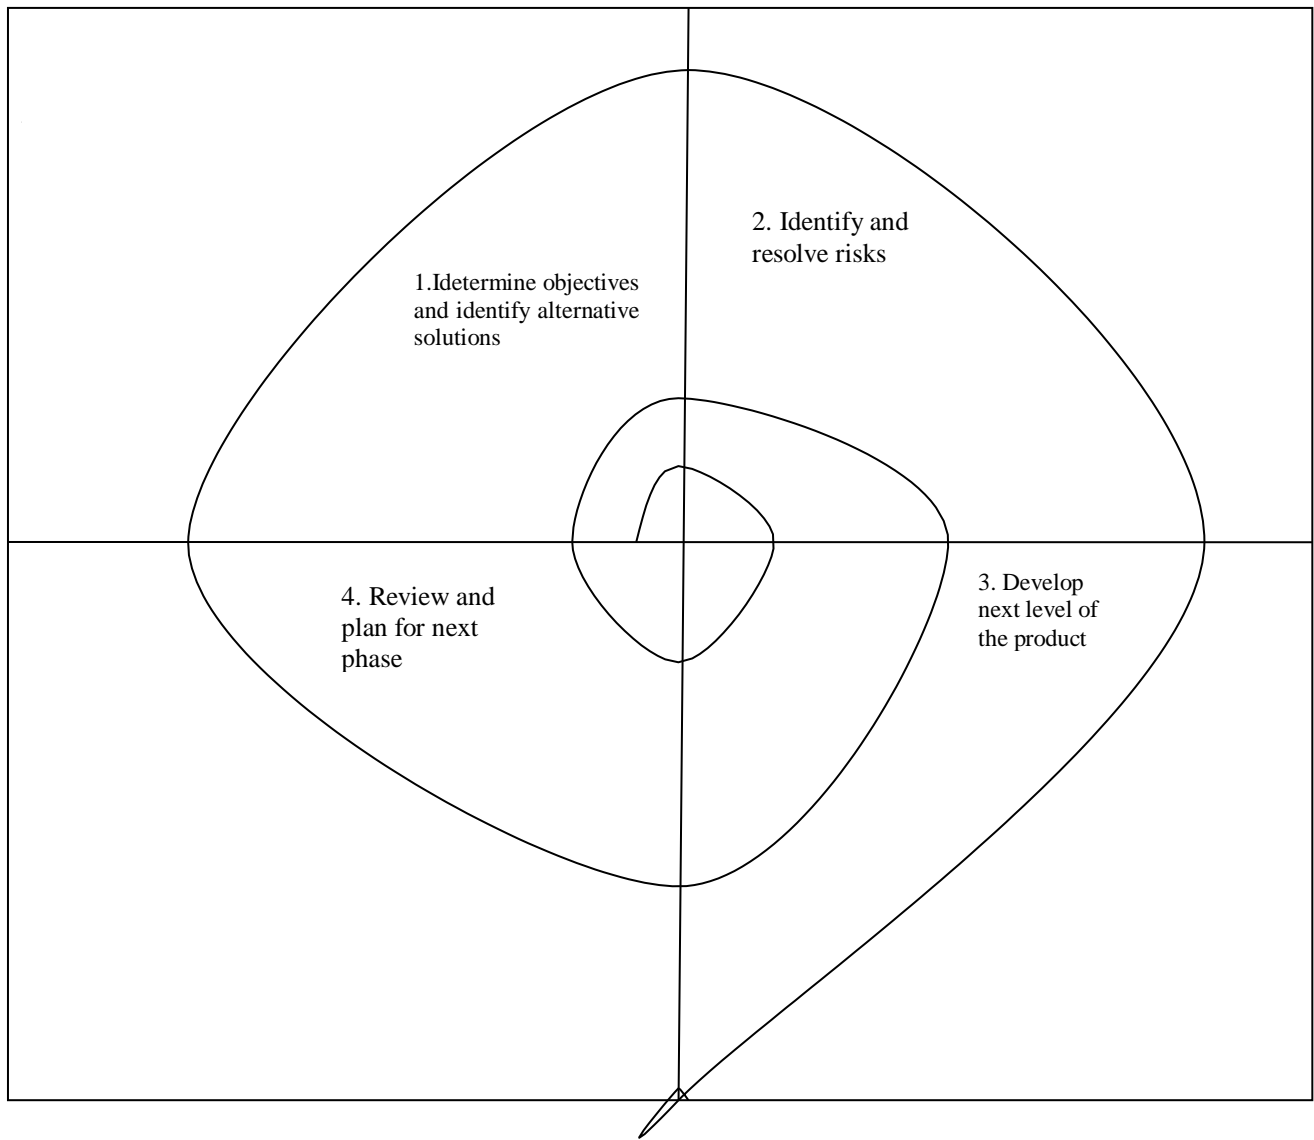 1.Idetermine objectives
and identify alternative
solutions
2. Identify and
resolve risks
3. Develop
next level of
the product
4. Review and
plan for next
phase